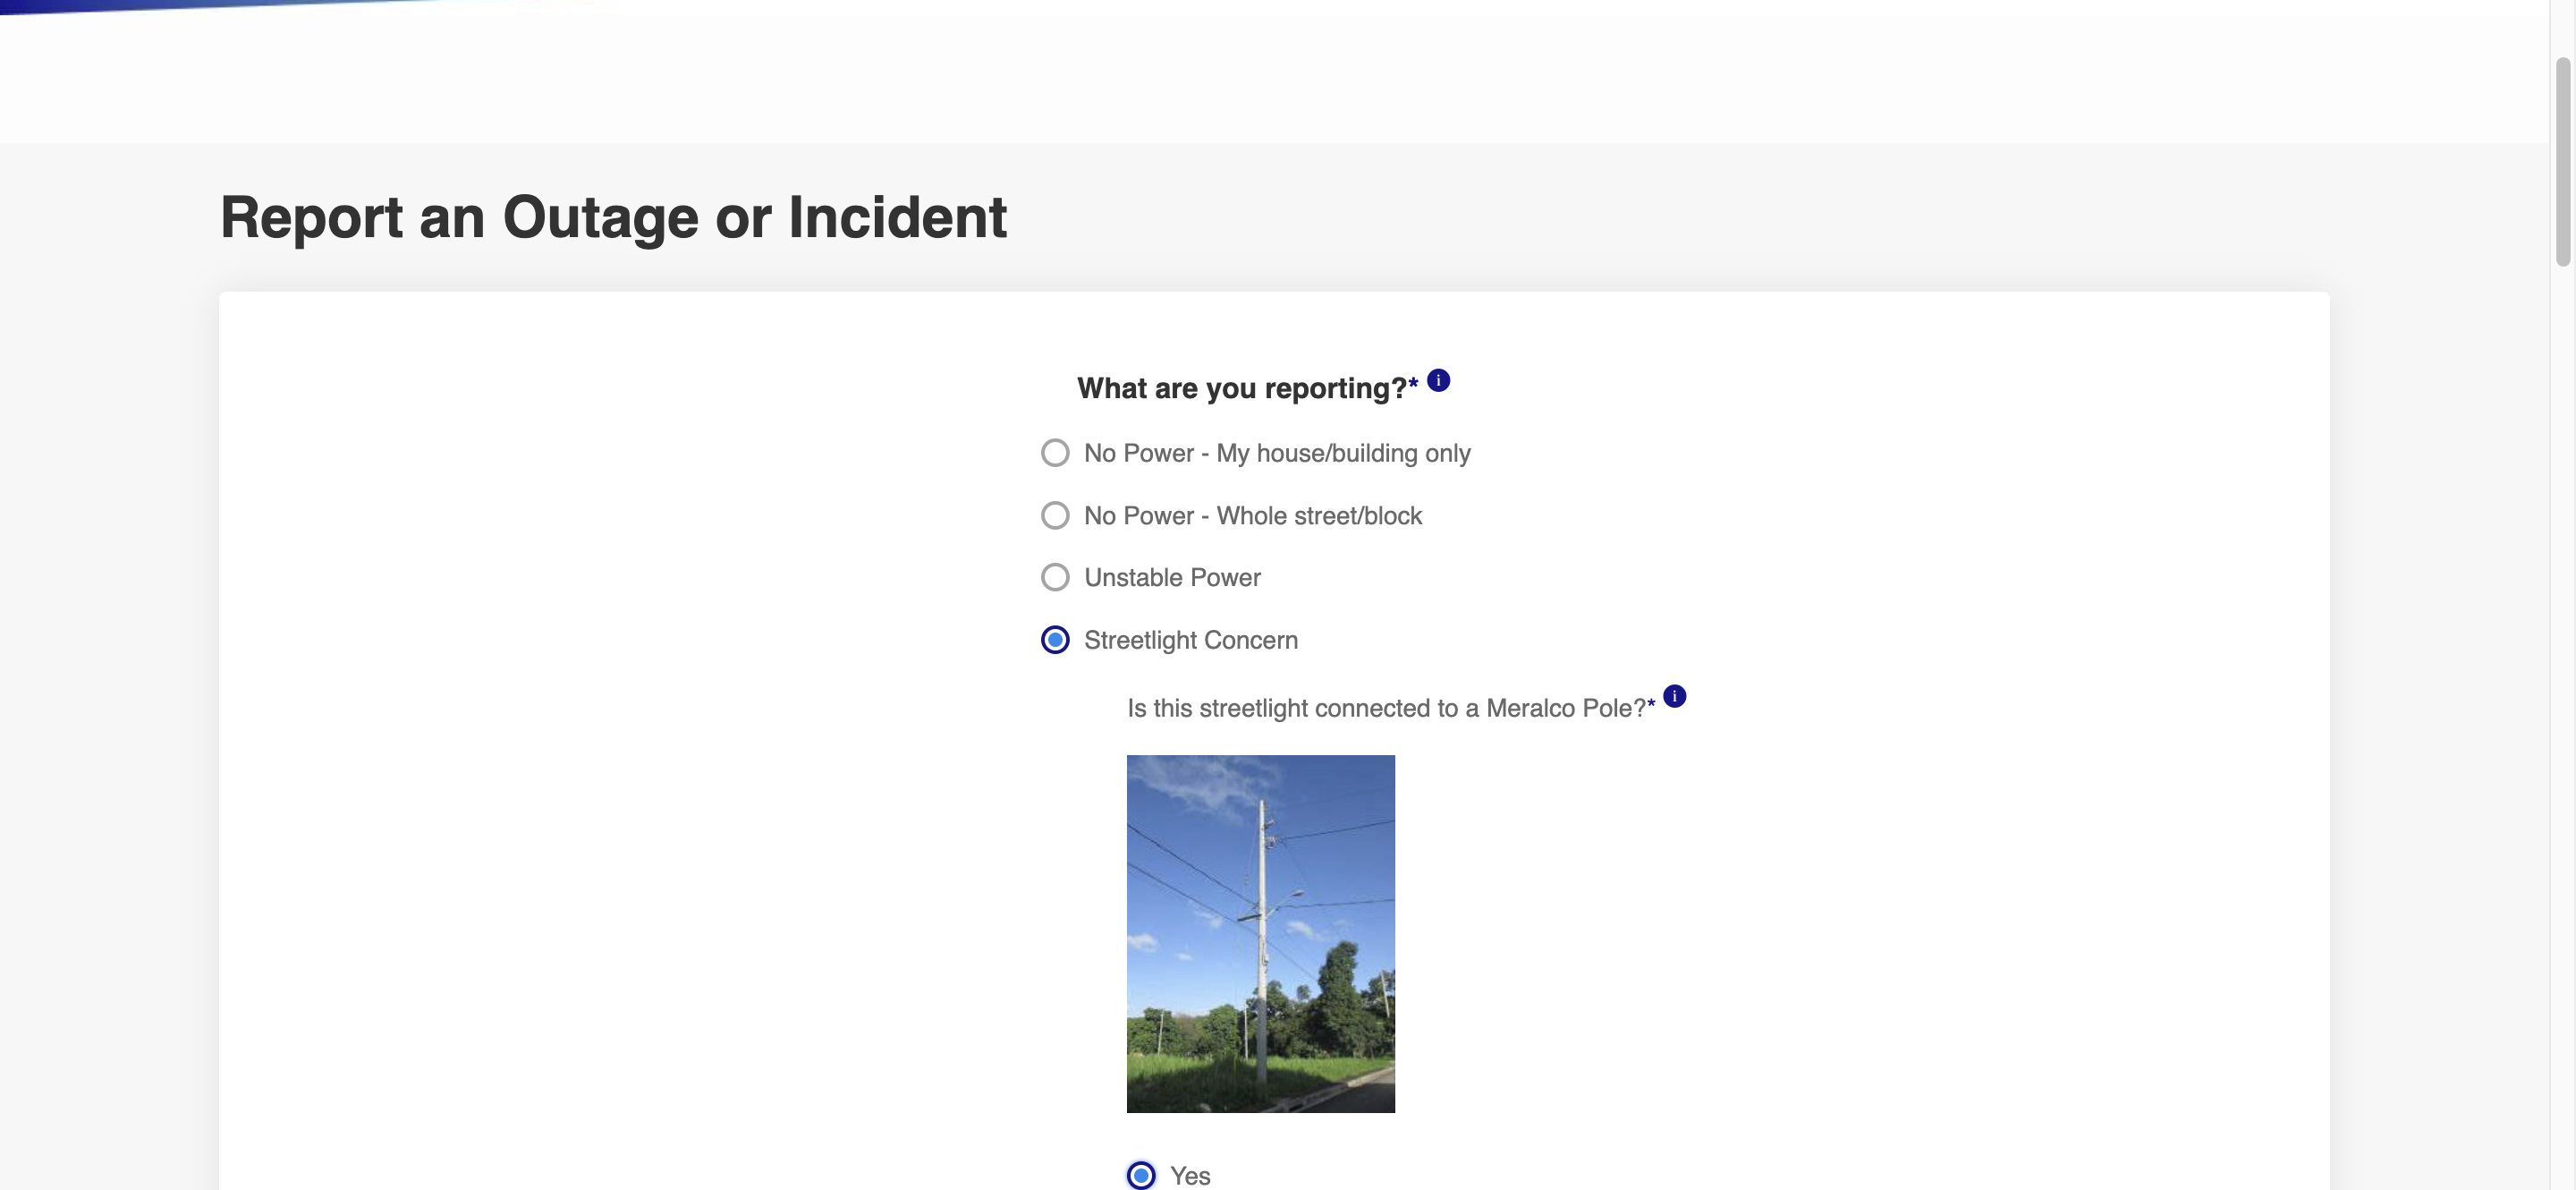 Report an Outage or Incident
What are you reporting?* i
No Power - My house/building only
No Power - Whole street/block
Unstable Power
Streetlight Concern
Is this streetlight connected to a Meralco Pole?* i
Yes